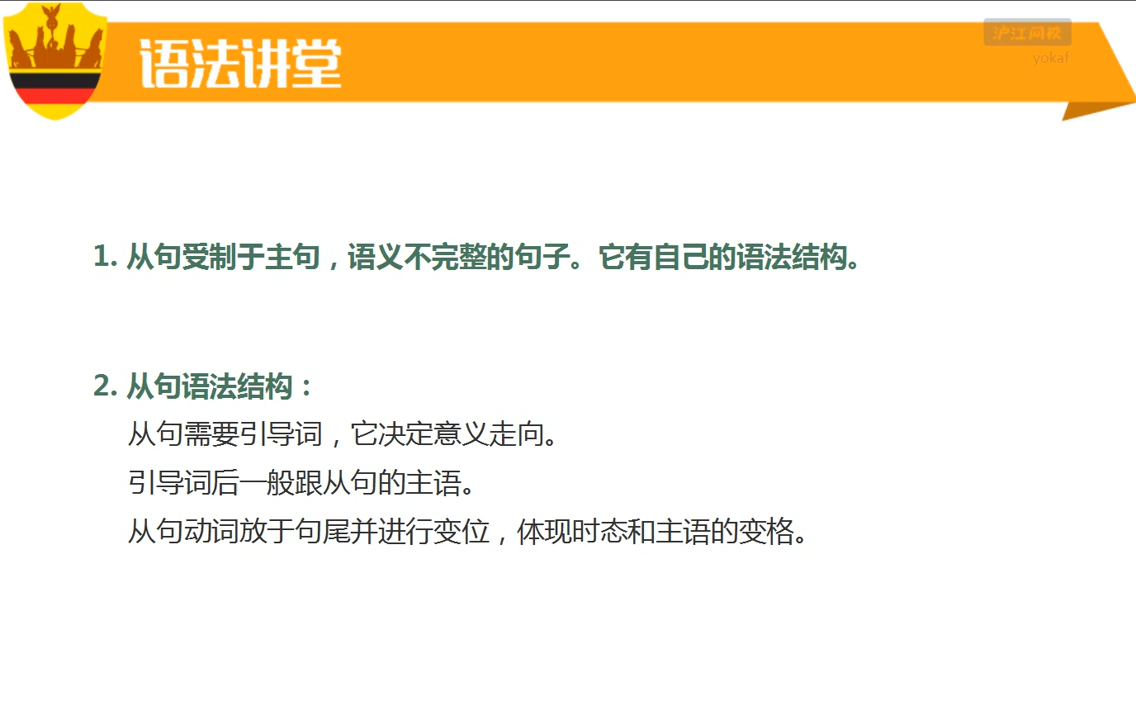 语法讲堂
沪江网校
yokaf
1. 从句受制于主句，语义不完整的句子。它有自己的语法结构。
2. 从句语法结构：
从句需要引导词，它决定意义走向。
引导词后一般跟从句的主语。
从句动词放于句尾并进行变位，体现时态和主语的变格。